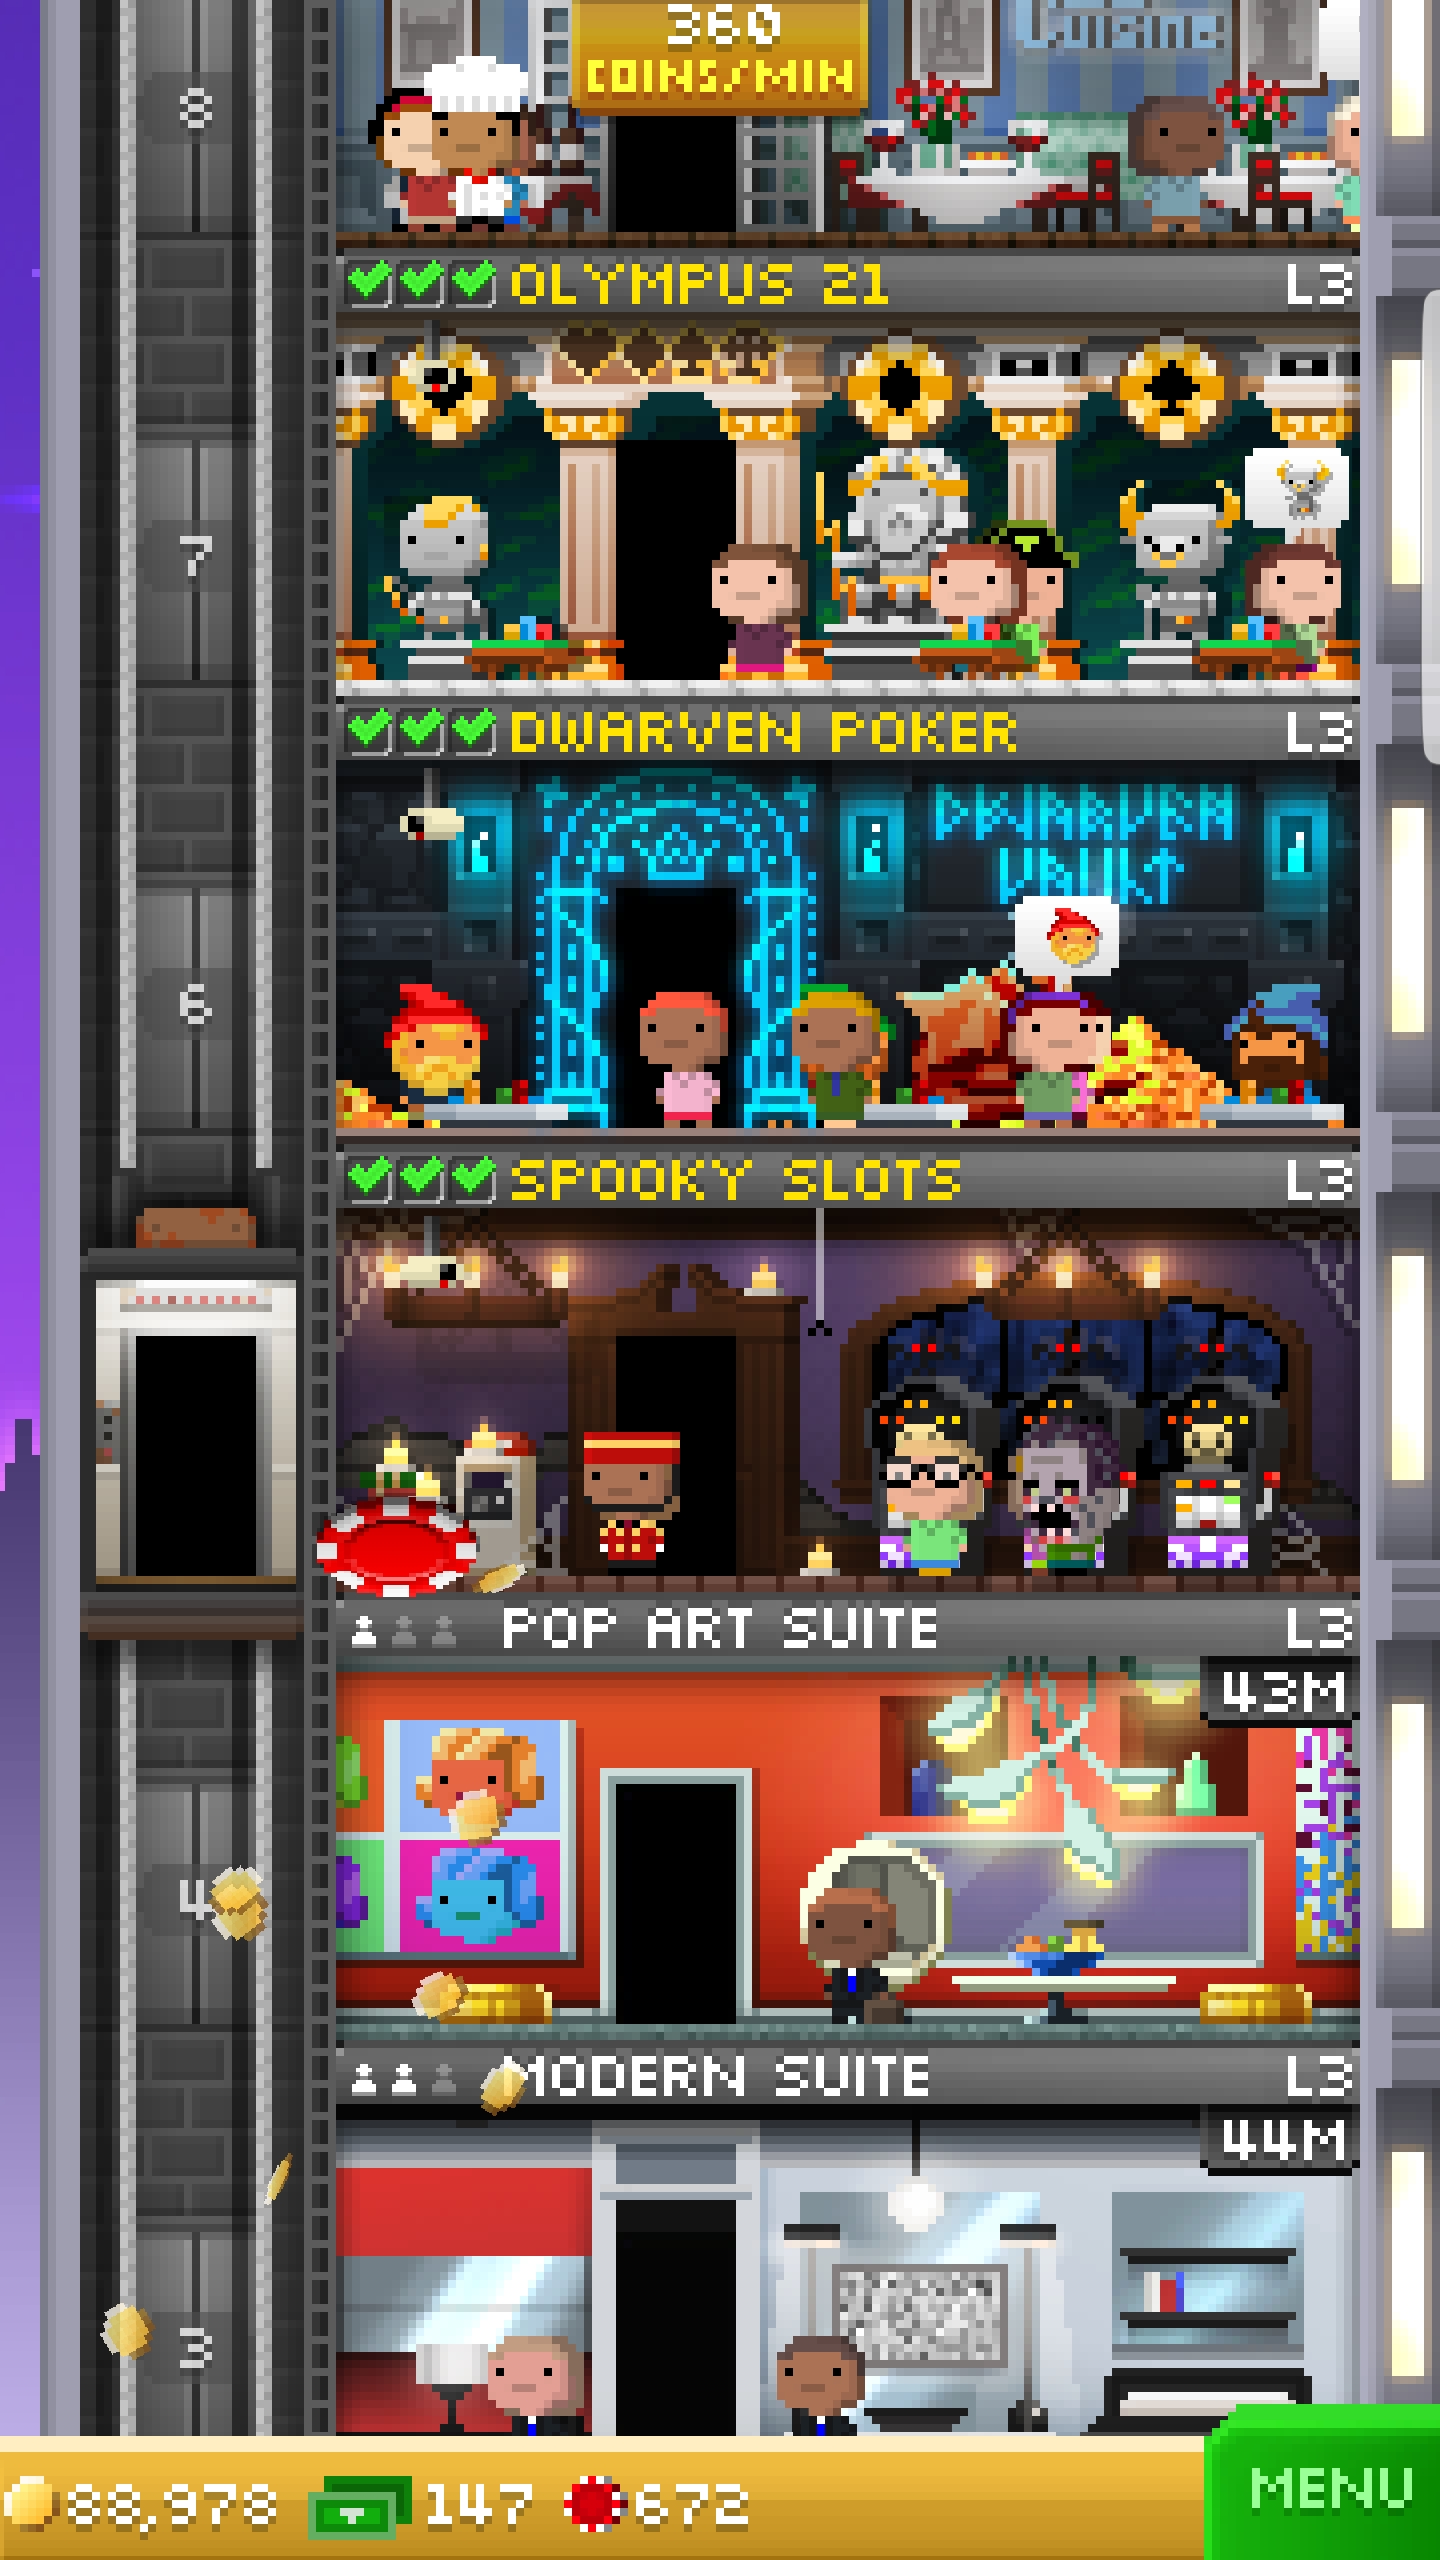 Cuisine
360
COINS/MIN
8
OLYMPUS 21 L3
7
DWARVEN POKER L3
DWARVEN
VAULT
6
SPOOKY SLOTS L3
POP ART SUITE L3
43M
4
MODERN SUITE L3
44M
3
88,978 147 672
MENU